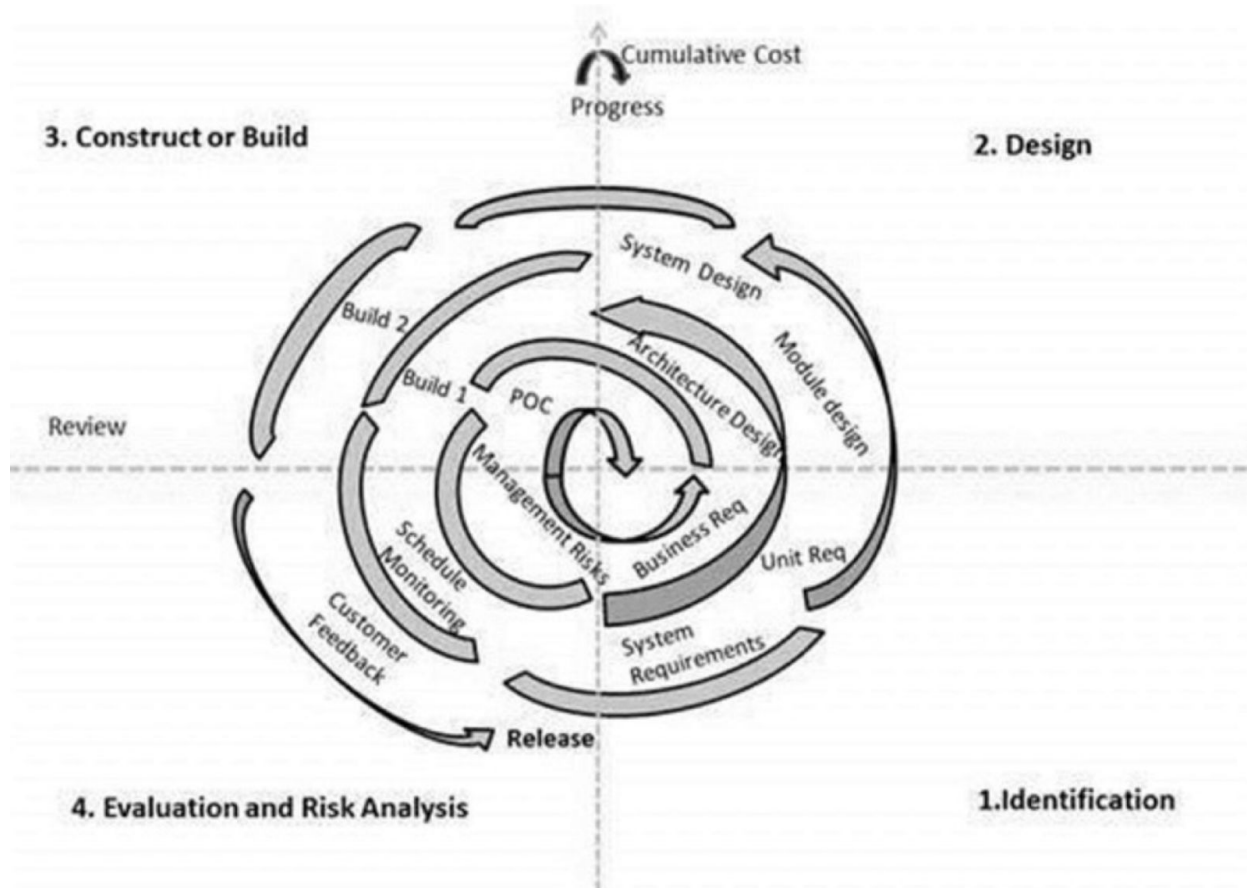 Cumulative Cost
Progress
3. Construct or Build
2. Design
System Design
Build 2
Module design
Architecture Design
Build 1
POC
Review
Management Risks
Business Req
Schedule
Monitoring
Unit Req
Customer
Feedback
System
Requirements
Release
4. Evaluation and Risk Analysis
1.Identification